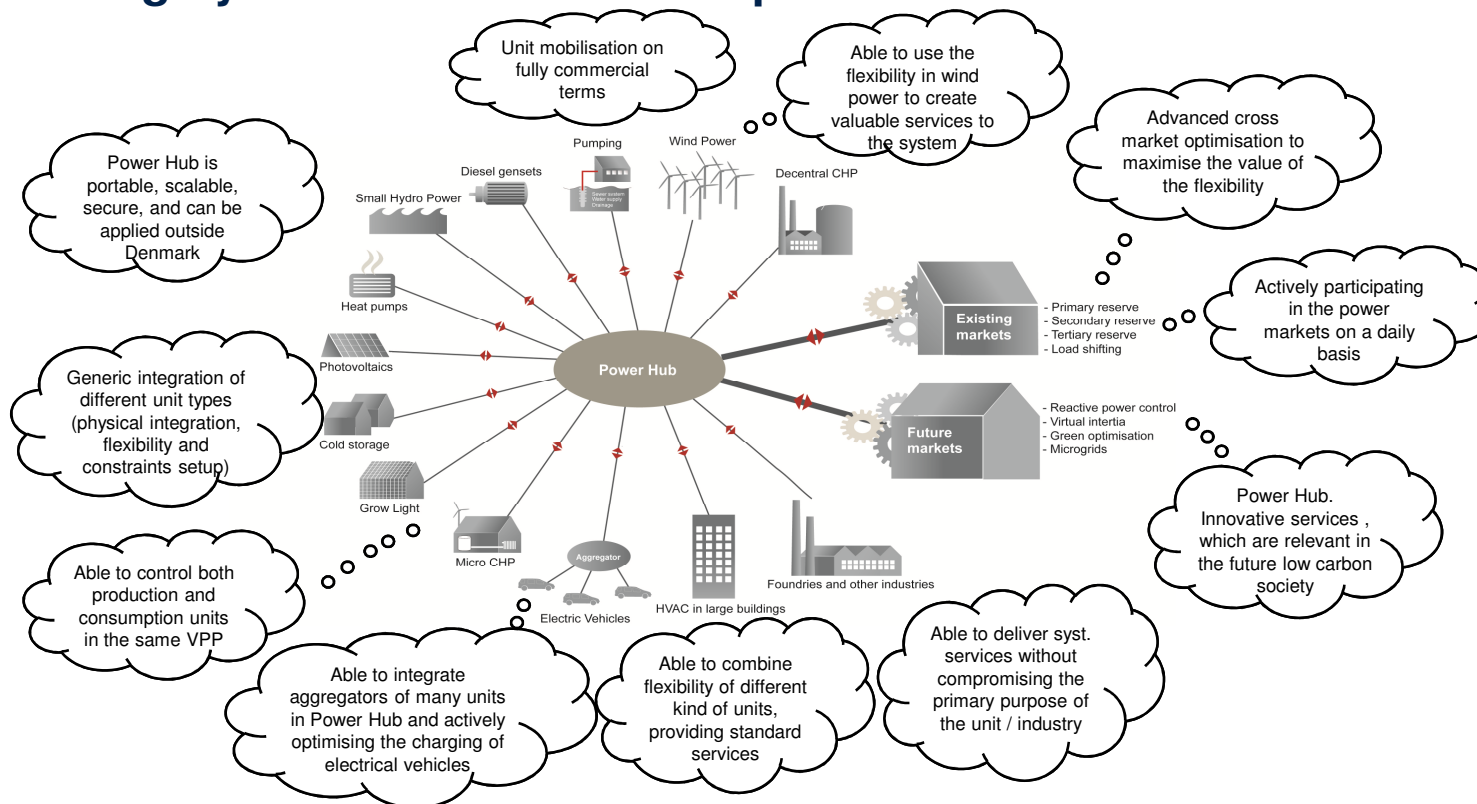 Unit mobilisation on
fully commercial
terms
Able to use the
flexibility in wind
power to create
valuable services to
the system
Advanced cross
market optimisation to
maximise the value of
the flexibility
Power Hub is
portable, scalable,
secure, and can be
applied outside
Denmark
Pumping
Wind Power
Diesel gensets
Decentral CHP
Small Hydro Power
Sewer system
Water supply
Drainage
Heat pumps
Existing
markets
- Primary reserve
- Secondary reserve
- Tertiary reserve
- Load shifting
Actively participating
in the power
markets on a daily
basis
Photovoltaics
Power Hub
Generic integration of
different unit types
(physical integration,
flexibility and
constraints setup)
Cold storage
Future
markets
- Reactive power control
- Virtual intertia
- Green optimisation
- Microgrids
Grow Light
Power Hub.
Innovative services ,
which are relevant in
the future low carbon
society
Micro CHP
Aggregator
Electric Vehicles
HVAC in large buildings
Foundries and other industries
Able to control both
production and
consumption units
in the same VPP
Able to integrate
aggregators of many units
in Power Hub and actively
optimising the charging of
electrical vehicles
Able to combine
flexibility of different
kind of units,
providing standard
services
Able to deliver syst.
services without
compromising the
primary purpose of
the unit / industry